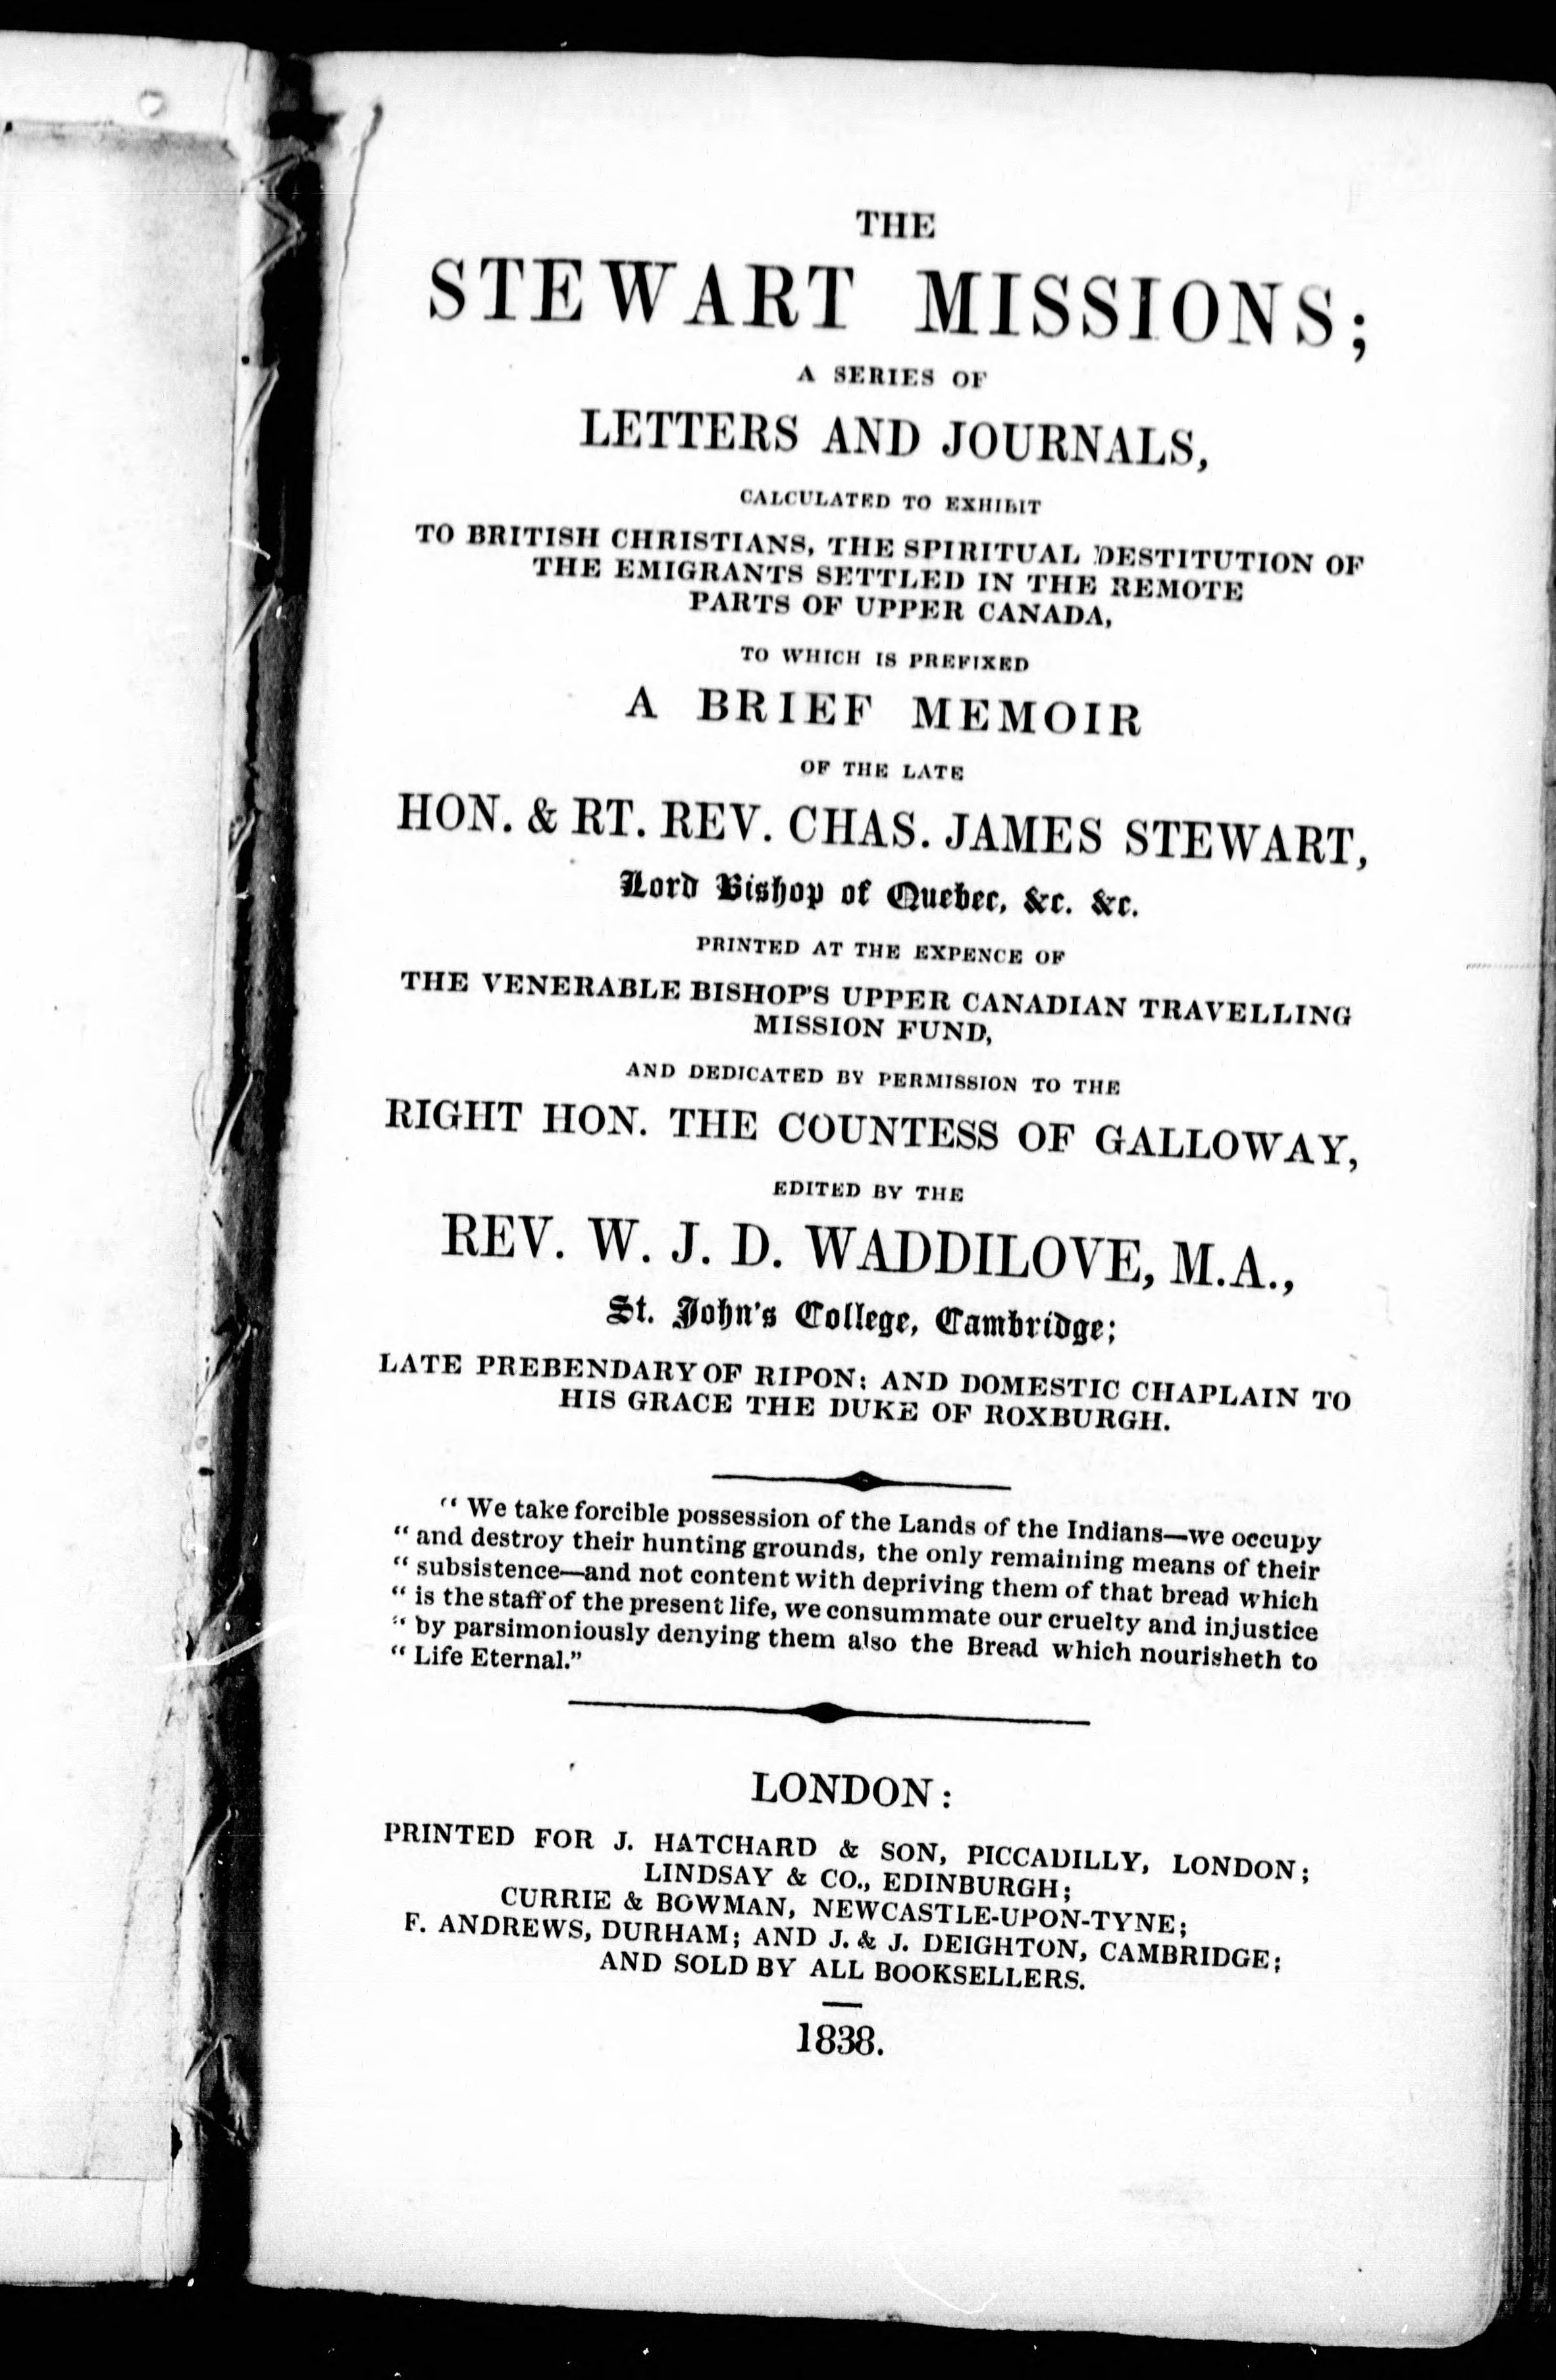 THE
STEWART MISSIONS;
A SERIES OF
LETTERS AND JOURNALS,
CALCULATED TO EXHIBIT
TO BRITISH CHRISTIANS, THE SPIRITUAL DESTITUTION OF
THE EMIGRANTS SETTLED IN THE REMOTE
PARTS OF UPPER CANADA,
TO WHICH IS PREFIXED
A BRIEF MEMOIR
OF THE LATE
HON. & RT. REV. CHAS. JAMES STEWART,
Lord Bishop of Quebec, &c. &c.
PRINTED AT THE EXPENCE OF
THE VENERABLE BISHOP'S UPPER CANADIAN TRAVELLING
MISSION FUND,
AND DEDICATED BY PERMISSION TO THE
RIGHT HON. THE COUNTESS OF GALLOWAY,
EDITED BY THE
REV. W. J. D. WADDILOVE, M.A.,
St. John's College, Cambridge;
LATE PREBENDARY OF RIPON: AND DOMESTIC CHAPLAIN TO
HIS GRACE THE DUKE OF ROXBURGH.
“ We take forcible possession of the Lands of the Indians—we occupy
“ and destroy their hunting grounds, the only remaining means of their
“ subsistence—and not content with depriving them of that bread which
“ is the staff of the present life, we consummate our cruelty and injustice
“ by parsimoniously denying them also the Bread which nourisheth to
“ Life Eternal.”
LONDON:
PRINTED FOR J. HATCHARD & SON, PICCADILLY, LONDON;
LINDSAY & CO., EDINBURGH;
CURRIE & BOWMAN, NEWCASTLE-UPON-TYNE;
F. ANDREWS, DURHAM; AND J. & J. DEIGHTON, CAMBRIDGE;
AND SOLD BY ALL BOOKSELLERS.
1838.